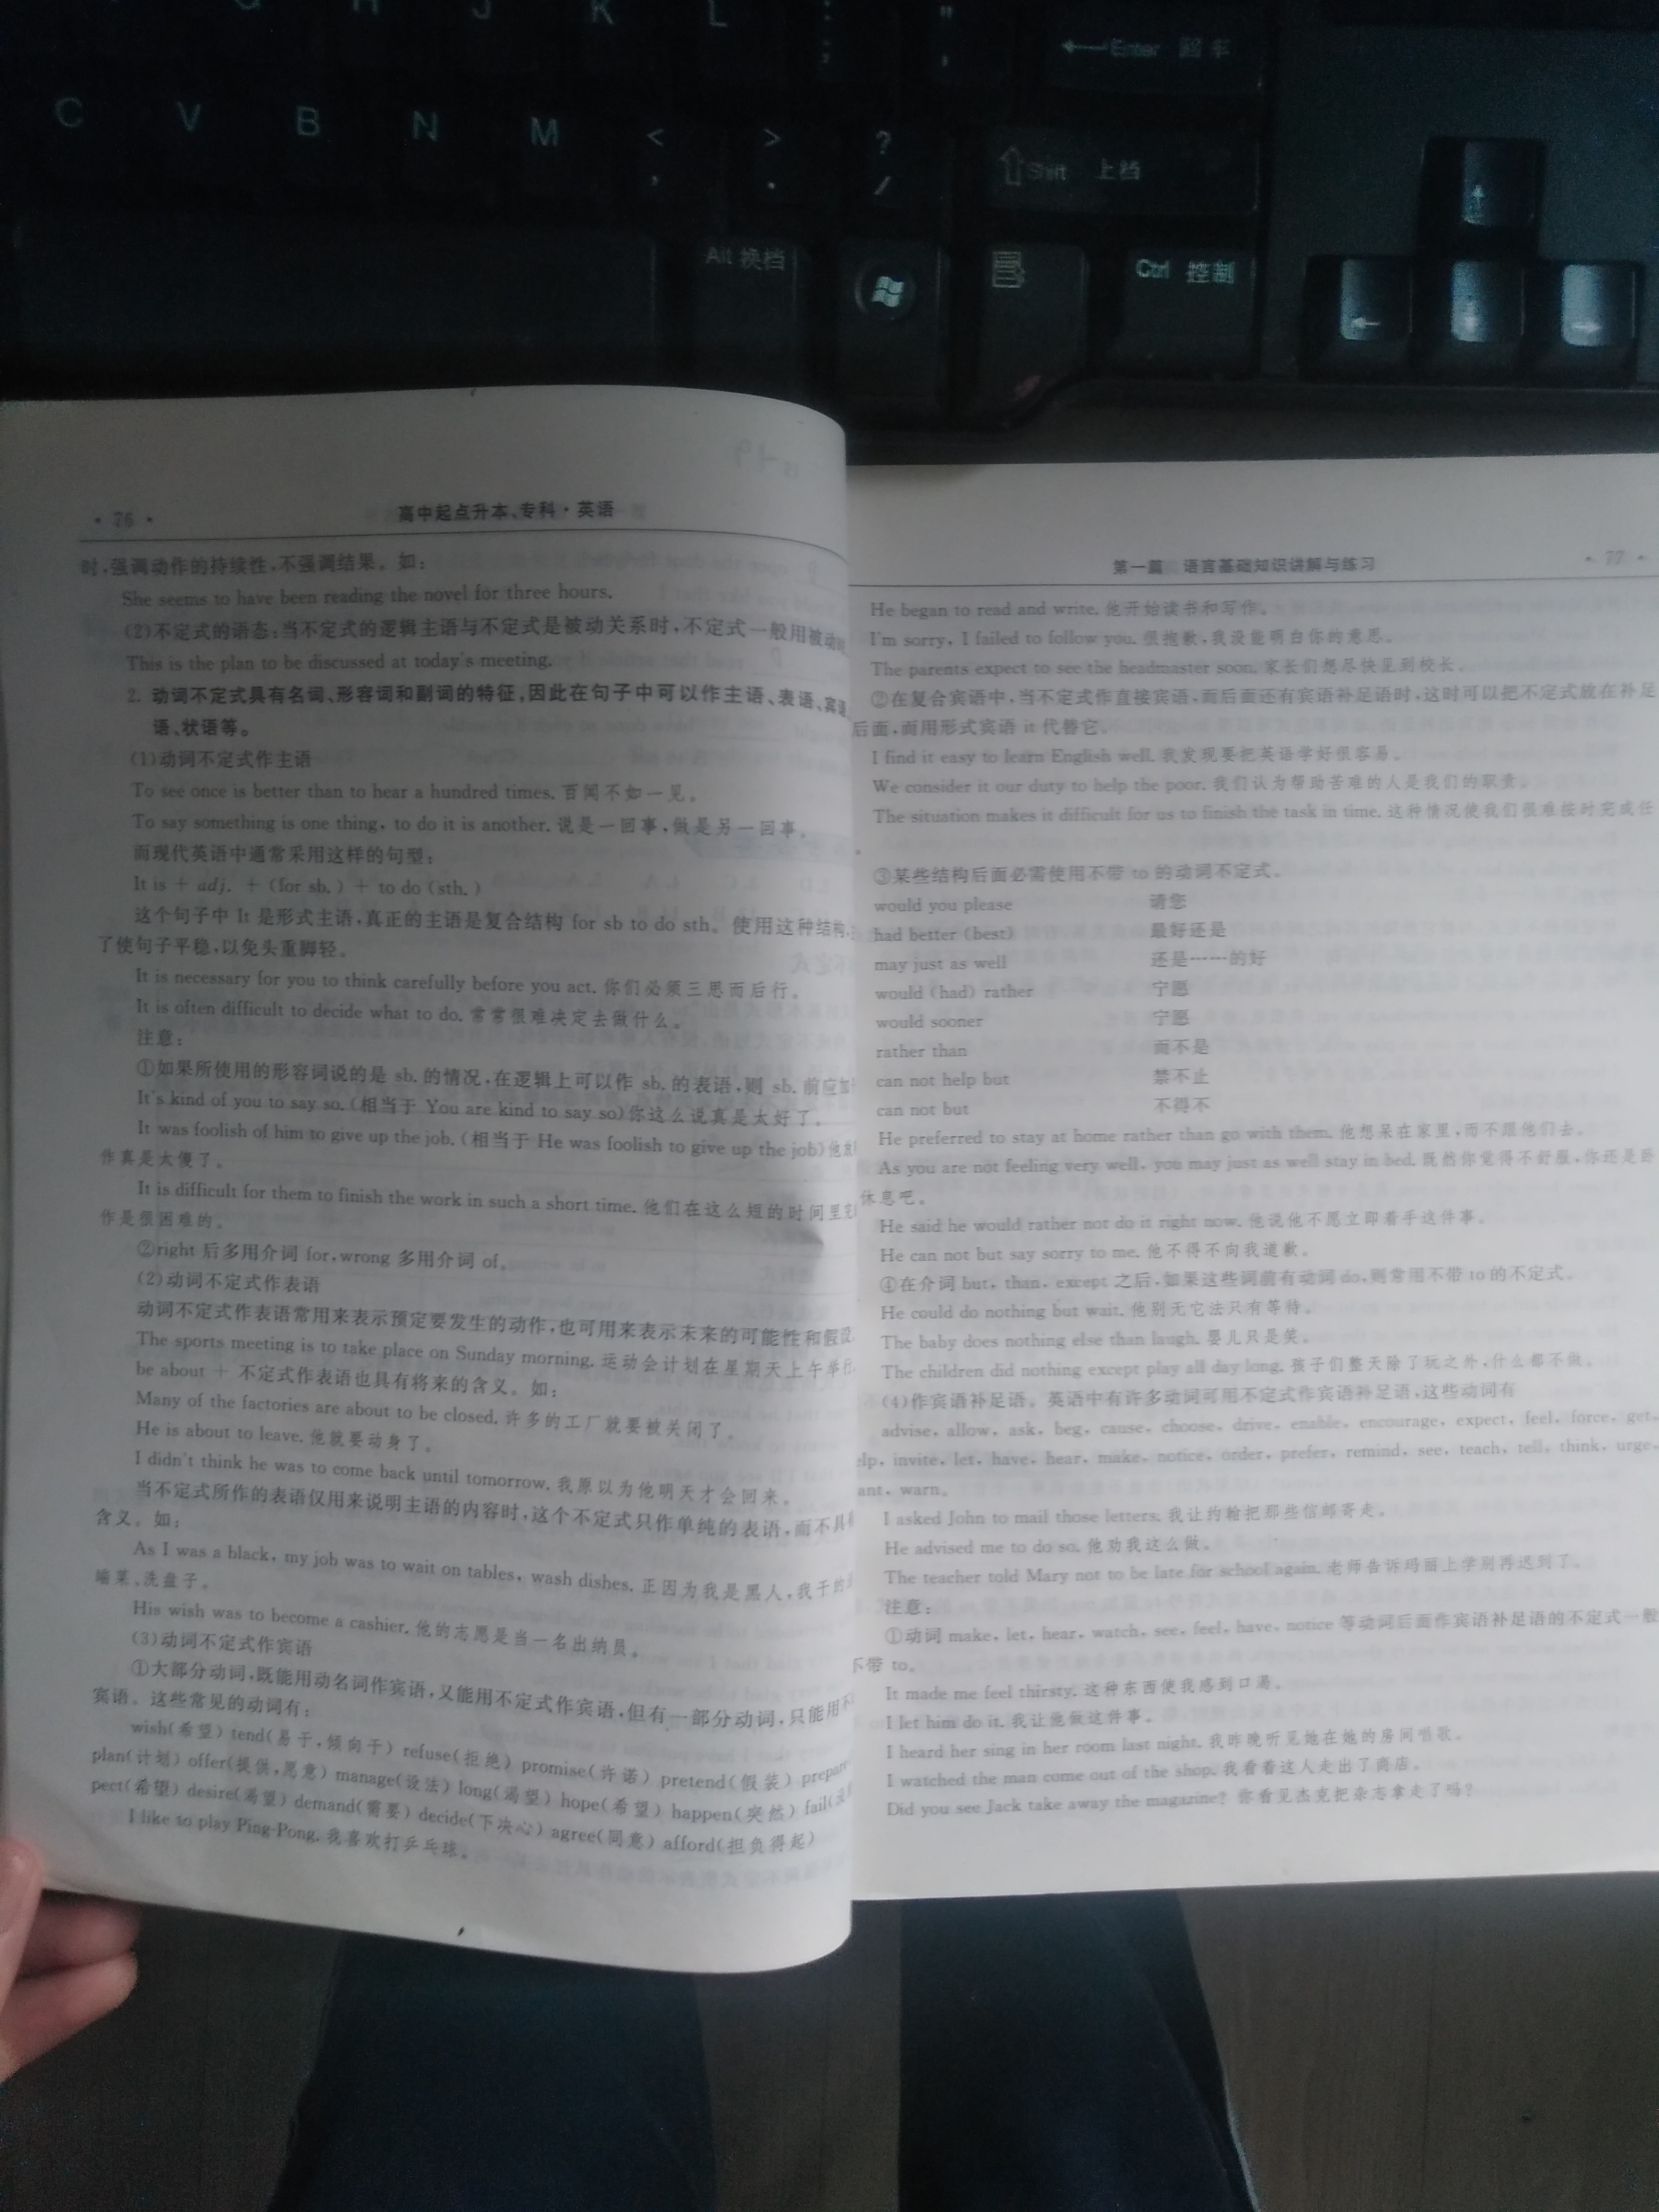 G H J K L : ; " '
Enter 回车
C V B N M < , > . ? /
Shift 上档
Alt 换档
Ctrl 控制
· 76 ·
高中起点升本、专科·英语
时,强调动作的持续性,不强调结果。如:
She seems to have been reading the novel for three hours.
(2)不定式的语态:当不定式的逻辑主语与不定式是被动关系时,不定式一般用被动
This is the plan to be discussed at today's meeting.
2. 动词不定式具有名词、形容词和副词的特征,因此在句子中可以作主语、表语、宾语
语、状语等。
(1)动词不定式作主语
To see once is better than to hear a hundred times. 百闻不如一见。
To say something is one thing, to do it is another. 说是一回事,做是另一回事。
而现代英语中通常采用这样的句型:
It is + adj. + (for sb.) + to do (sth.)
这个句子中 It 是形式主语,真正的主语是复合结构 for sb to do sth。使用这种结构,
了使句子平稳,以免头重脚轻。
It is necessary for you to think carefully before you act. 你们必须三思而后行。
It is often difficult to decide what to do. 常常很难决定去做什么。
注意:
①如果所使用的形容词说的是 sb. 的情况,在逻辑上可以作 sb. 的表语,则 sb. 前应加
It's kind of you to say so. (相当于 You are kind to say so)你这么说真是太好了。
It was foolish of him to give up the job. (相当于 He was foolish to give up the job)他
作真是太傻了。
It is difficult for them to finish the work in such a short time. 他们在这么短的时间里
作是很困难的。
②right 后多用介词 for, wrong 多用介词 of。
(2)动词不定式作表语
动词不定式作表语常用来表示预定要发生的动作,也可用来表示未来的可能性和假设
The sports meeting is to take place on Sunday morning. 运动会计划在星期天上午举行
be about + 不定式作表语也具有将来的含义。如:
Many of the factories are about to be closed. 许多的工厂就要被关闭了。
He is about to leave. 他就要动身了。
I didn't think he was to come back until tomorrow. 我原以为他明天才会回来。
当不定式所作的表语仅用来说明主语的内容时,这个不定式只作单纯的表语,而不具
含义。如:
As I was a black, my job was to wait on tables, wash dishes. 正因为我是黑人,我干的
端菜、洗盘子。
His wish was to become a cashier. 他的志愿是当一名出纳员。
(3)动词不定式作宾语
①大部分动词,既能用动名词作宾语,又能用不定式作宾语,但有一部分动词,只能用不
宾语。这些常见的动词有:
wish(希望) tend(易于,倾向于) refuse(拒绝) promise(许诺) pretend(假装) prepare
plan(计划) offer(提供,愿意) manage(设法) long(渴望) hope(希望) happen(突然) fail(
pect(希望) desire(渴望) demand(需要) decide(下决心) agree(同意) afford(担负得起)
I like to play Ping-Pong. 我喜欢打乒乓球。
第一篇 语言基础知识讲解与练习
· 77 ·
He began to read and write. 他开始读书和写作。
I'm sorry, I failed to follow you. 很抱歉,我没能明白你的意思。
The parents expect to see the headmaster soon. 家长们想尽快见到校长。
②在复合宾语中,当不定式作直接宾语,而后面还有宾语补足语时,这时可以把不定式放在补足
后面,而用形式宾语 it 代替它。
I find it easy to learn English well. 我发现要把英语学好很容易。
We consider it our duty to help the poor. 我们认为帮助苦难的人是我们的职责。
The situation makes it difficult for us to finish the task in time. 这种情况使我们很难按时完成任
③某些结构后面必需使用不带 to 的动词不定式。
would you please 请您
had better (best) 最好还是
may just as well 还是……的好
would (had) rather 宁愿
would sooner 宁愿
rather than 而不是
can not help but 禁不止
can not but 不得不
He preferred to stay at home rather than go with them. 他想呆在家里,而不跟他们去。
As you are not feeling very well, you may just as well stay in bed. 既然你觉得不舒服,你还是卧
休息吧。
He said he would rather not do it right now. 他说他不愿立即着手这件事。
He can not but say sorry to me. 他不得不向我道歉。
④在介词 but, than, except 之后,如果这些词前有动词 do,则常用不带 to 的不定式。
He could do nothing but wait. 他别无它法只有等待。
The baby does nothing else than laugh. 婴儿只是笑。
The children did nothing except play all day long. 孩子们整天除了玩之外,什么都不做。
(4)作宾语补足语。英语中有许多动词可用不定式作宾语补足语,这些动词有
advise, allow, ask, beg, cause, choose, drive, enable, encourage, expect, feel, force, get,
elp, invite, let, have, hear, make, notice, order, prefer, remind, see, teach, tell, think, urge,
ant, warn。
I asked John to mail those letters. 我让约翰把那些信邮寄走。
He advised me to do so. 他劝我这么做。
The teacher told Mary not to be late for school again. 老师告诉玛丽上学别再迟到了。
注意:
①动词 make, let, hear, watch, see, feel, have, notice 等动词后面作宾语补足语的不定式一般
不带 to。
It made me feel thirsty. 这种东西使我感到口渴。
I let him do it. 我让他做这件事。
I heard her sing in her room last night. 我昨晚听见她在她的房间唱歌。
I watched the man come out of the shop. 我看着这人走出了商店。
Did you see Jack take away the magazine? 你看见杰克把杂志拿走了吗?